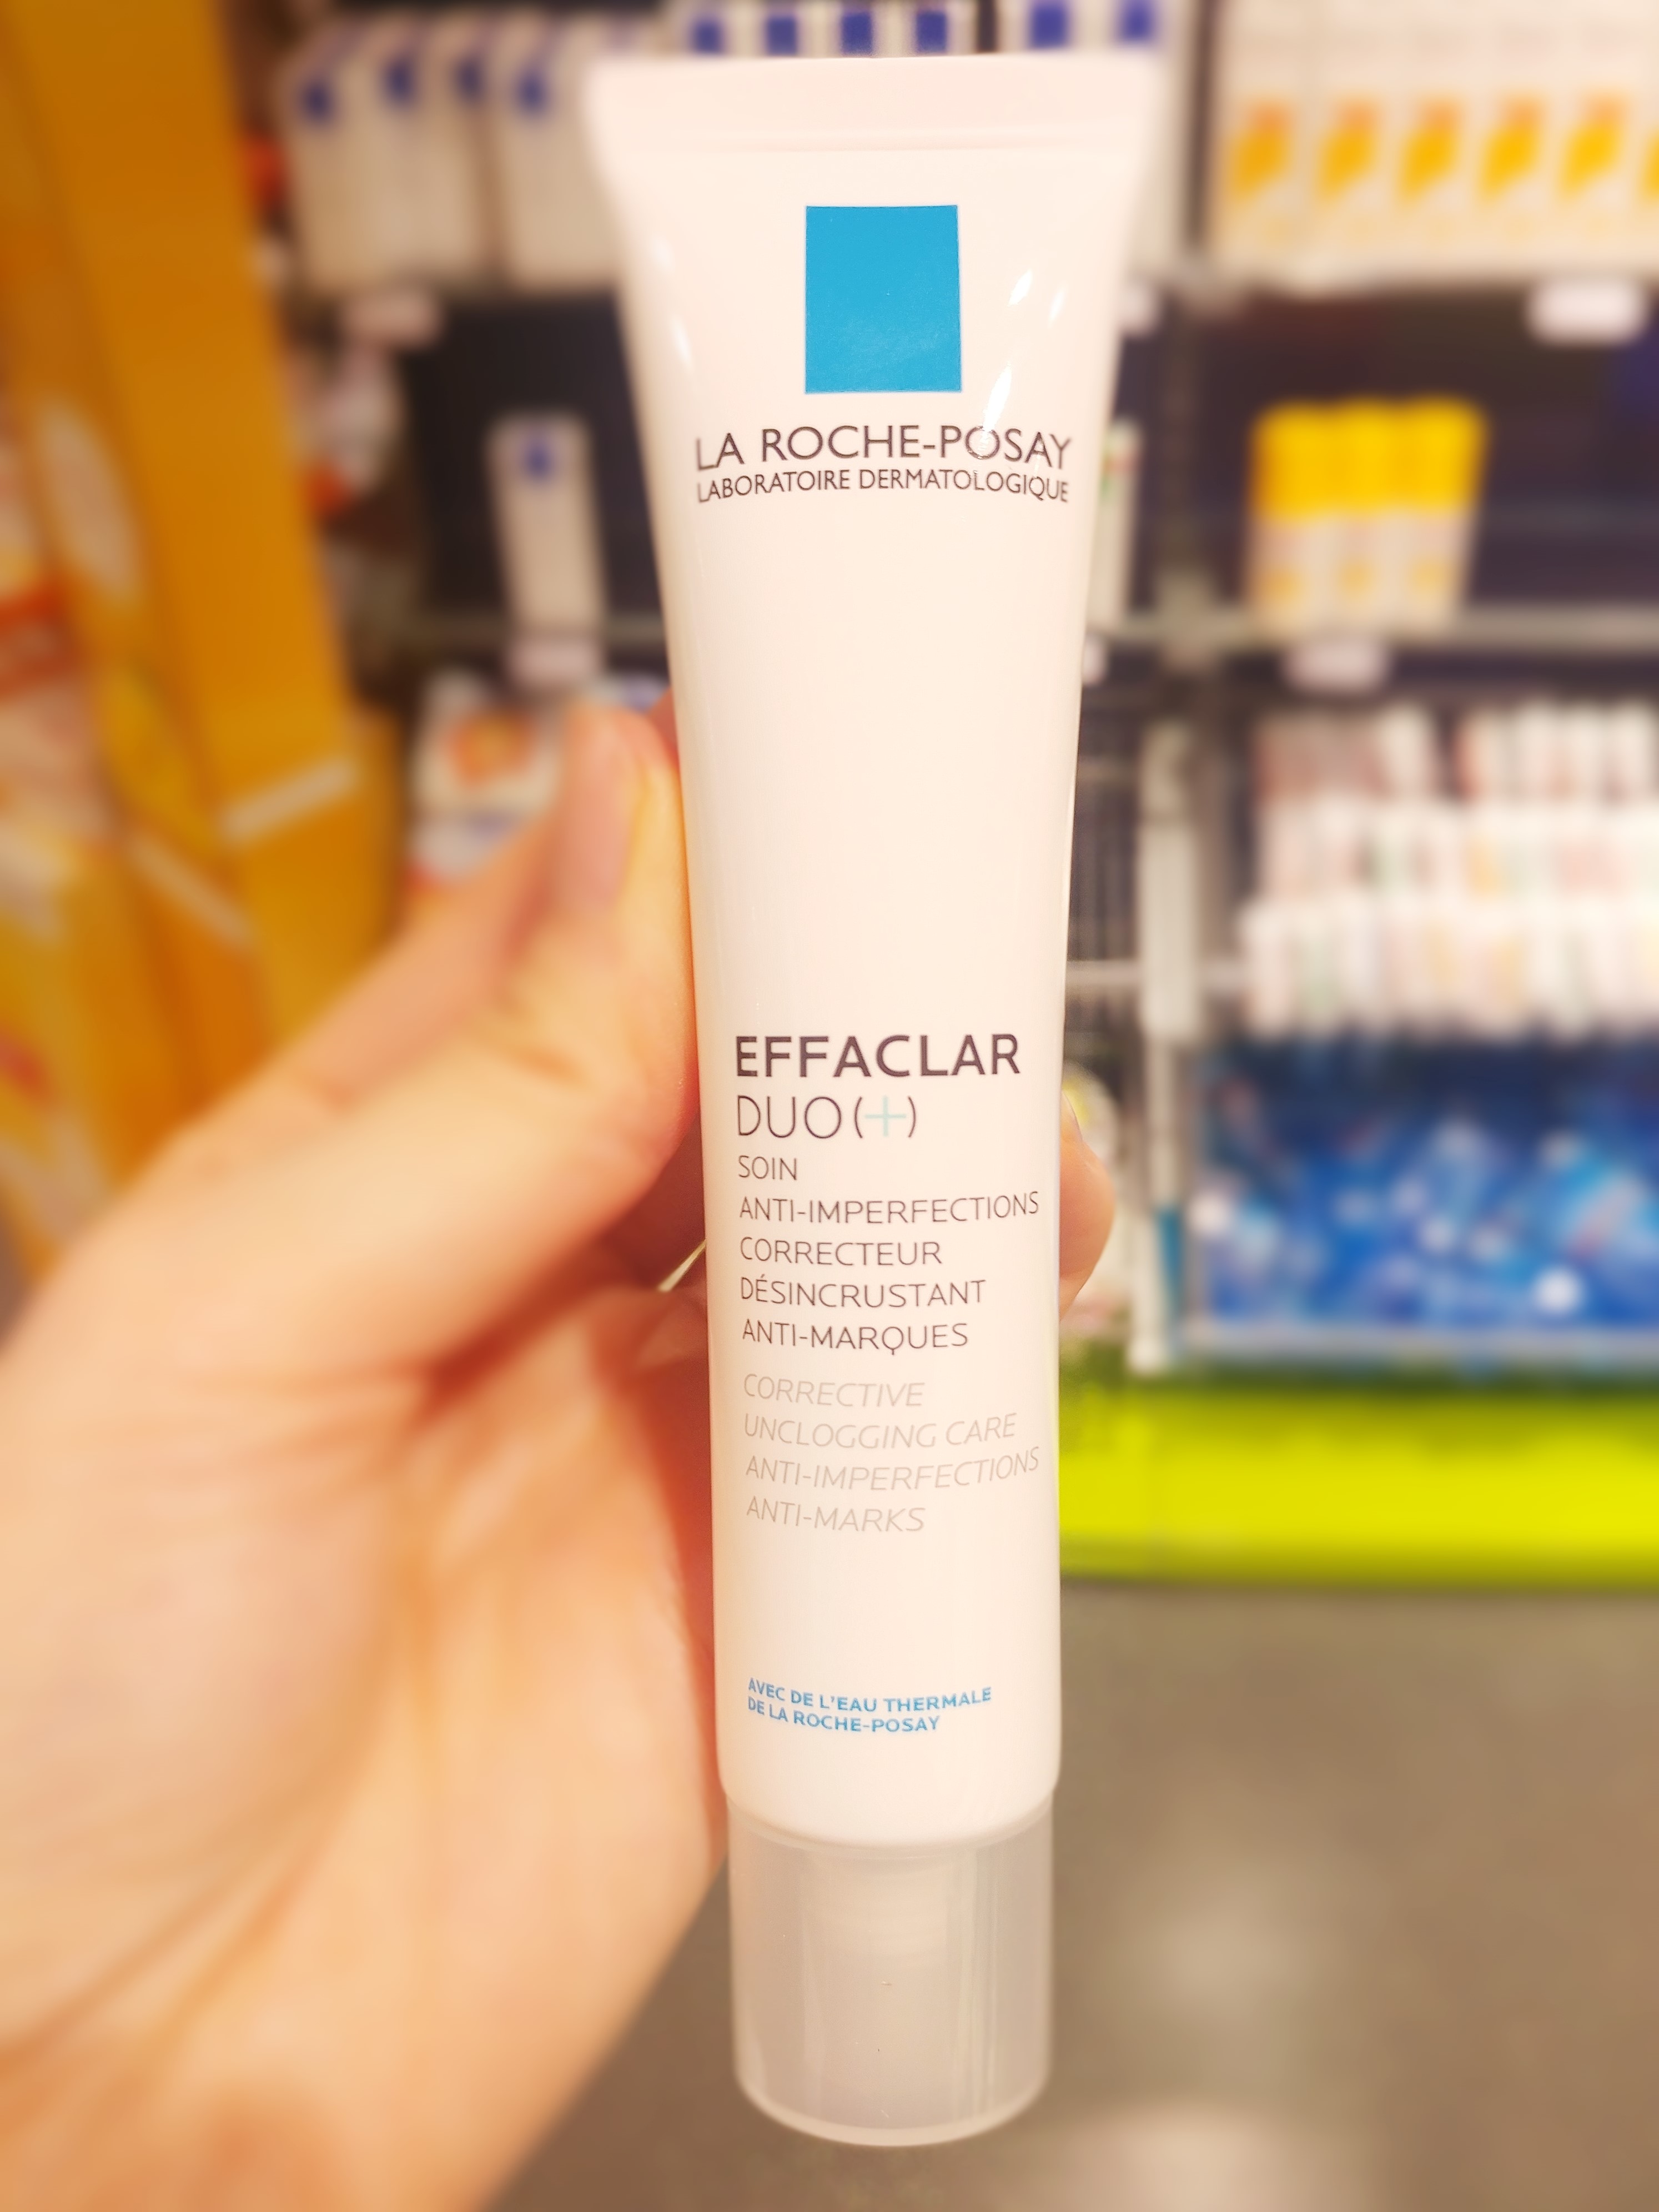 LA ROCHE-POSAY
LABORATOIRE DERMATOLOGIQUE
EFFACLAR
DUO(+)
SOIN
ANTI-IMPERFECTIONS
CORRECTEUR
DÉSINCRUSTANT
ANTI-MARQUES
CORRECTIVE
UNCLOGGING CARE
ANTI-IMPERFECTIONS
ANTI-MARKS
AVEC DE L'EAU THERMALE
DE LA ROCHE-POSAY